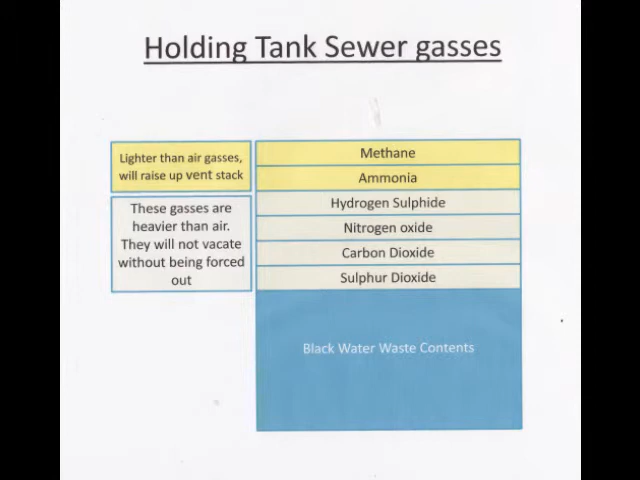 Holding Tank Sewer gasses
Lighter than air gasses,
will raise up vent stack
These gasses are
heavier than air.
They will not vacate
without being forced
out
Methane
Ammonia
Hydrogen Sulphide
Nitrogen oxide
Carbon Dioxide
Sulphur Dioxide
Black Water Waste Contents